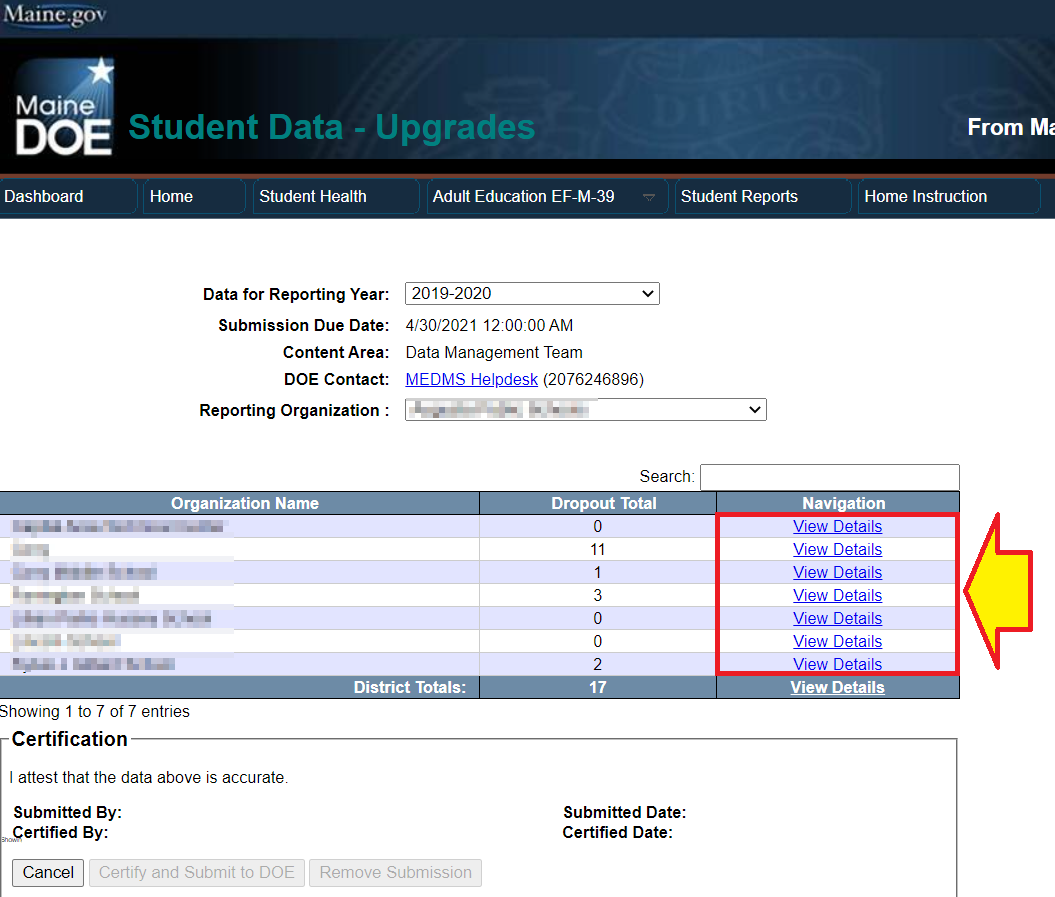 Maine.gov
Maine
DOE
Student Data - Upgrades
From Ma
DIRIGO
Dashboard Home Student Health Adult Education EF-M-39 Student Reports Home Instruction
Data for Reporting Year: 2019-2020
Submission Due Date: 4/30/2021 12:00:00 AM
Content Area: Data Management Team
DOE Contact: MEDMS Helpdesk (2076246896)
Reporting Organization :
Search:
Organization Name Dropout Total Navigation
0 View Details
11 View Details
1 View Details
3 View Details
0 View Details
0 View Details
2 View Details
District Totals: 17 View Details
Showing 1 to 7 of 7 entries
Certification
I attest that the data above is accurate.
Submitted By: Submitted Date:
Certified By: Certified Date:
Showin
Cancel Certify and Submit to DOE Remove Submission